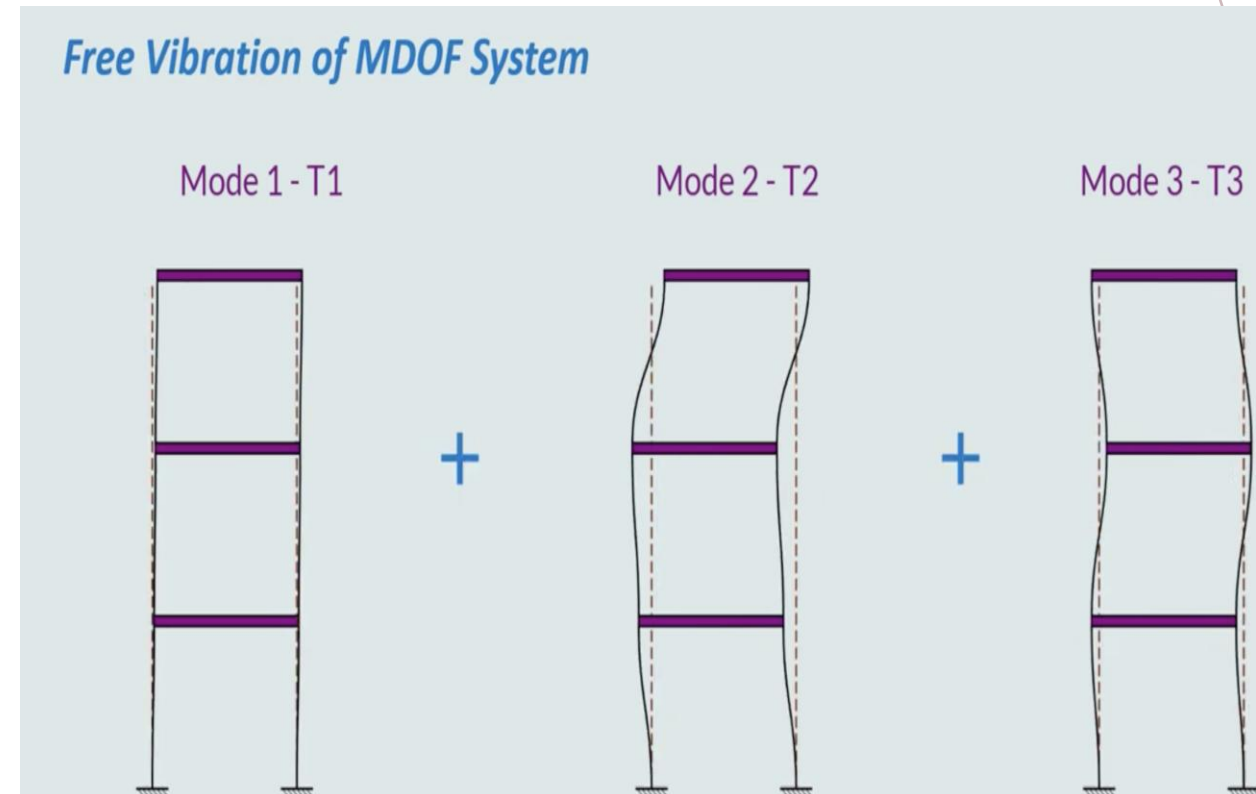 Free Vibration of MDOF System
Mode 1 - T1
Mode 2 - T2
Mode 3 - T3
+
+